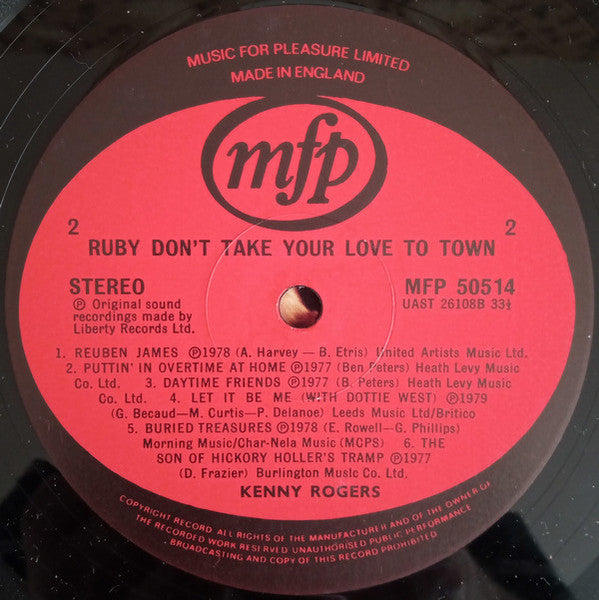 MUSIC FOR PLEASURE LIMITED
MADE IN ENGLAND
mfp
2 2
RUBY DON'T TAKE YOUR LOVE TO TOWN
STEREO MFP 50514
Ⓟ Original sound UAST 26108B 33⅓
recordings made by
Liberty Records Ltd.
1. REUBEN JAMES Ⓟ1978 (A. Harvey — B. Etris) United Artists Music Ltd.
2. PUTTIN' IN OVERTIME AT HOME Ⓟ1977 (Ben Peters) Heath Levy Music
Co. Ltd. 3. DAYTIME FRIENDS Ⓟ1977 (B. Peters) Heath Levy Music
Co. Ltd. 4. LET IT BE ME (WITH DOTTIE WEST) Ⓟ1979
(G. Becaud—M. Curtis—P. Delanoe) Leeds Music Ltd/Britico
5. BURIED TREASURES Ⓟ1978 (E. Rowell—G. Phillips)
Morning Music/Char-Nela Music (MCPS) 6. THE
SON OF HICKORY HOLLER'S TRAMP Ⓟ1977
(D. Frazier) Burlington Music Co. Ltd.
KENNY ROGERS
COPYRIGHT RECORD ALL RIGHTS OF THE MANUFACTURER AND OF THE OWNER OF
THE RECORDED WORK RESERVED UNAUTHORISED PUBLIC PERFORMANCE
BROADCASTING AND COPY OF THIS RECORD PROHIBITED